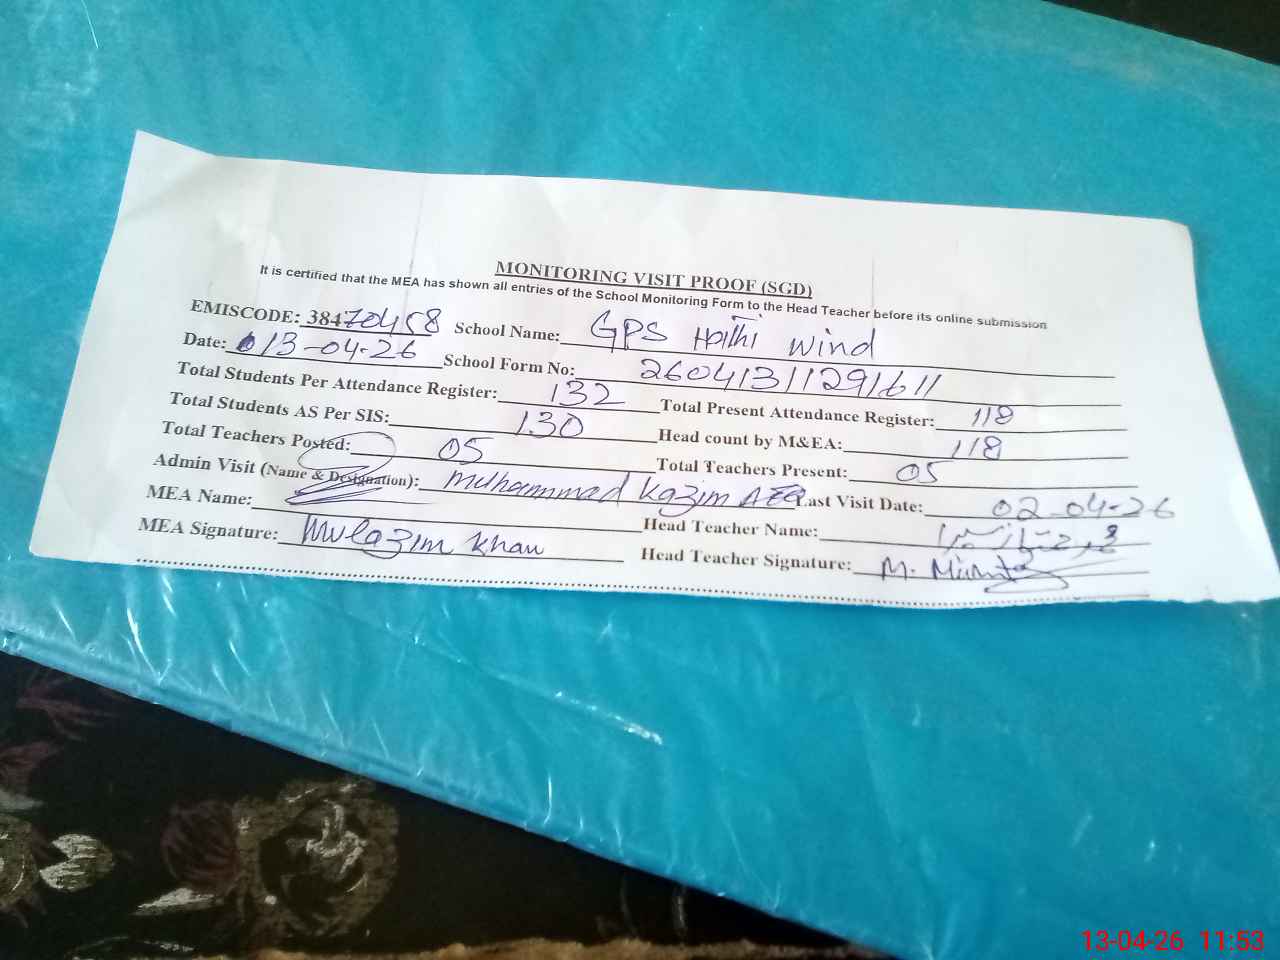 MONITORING VISIT PROOF (SGD)
It is certified that the MEA has shown all entries of the School Monitoring Form to the Head Teacher before its online submission
EMISCODE: 38470458 School Name: GPS Hathi Wind
Date: 13-04-26 School Form No: 26041311291611
Total Students Per Attendance Register: 132 Total Present Attendance Register: 118
Total Students AS Per SIS: 130 Head count by M&EA: 118
Total Teachers Posted: 05 Total Teachers Present: 05
Admin Visit (Name & Designation): Muhammad Kazim AEO Last Visit Date: 02-04-26
MEA Name: Head Teacher Name:
MEA Signature: Mulazim Khan Head Teacher Signature: M.
13-04-26 11:53